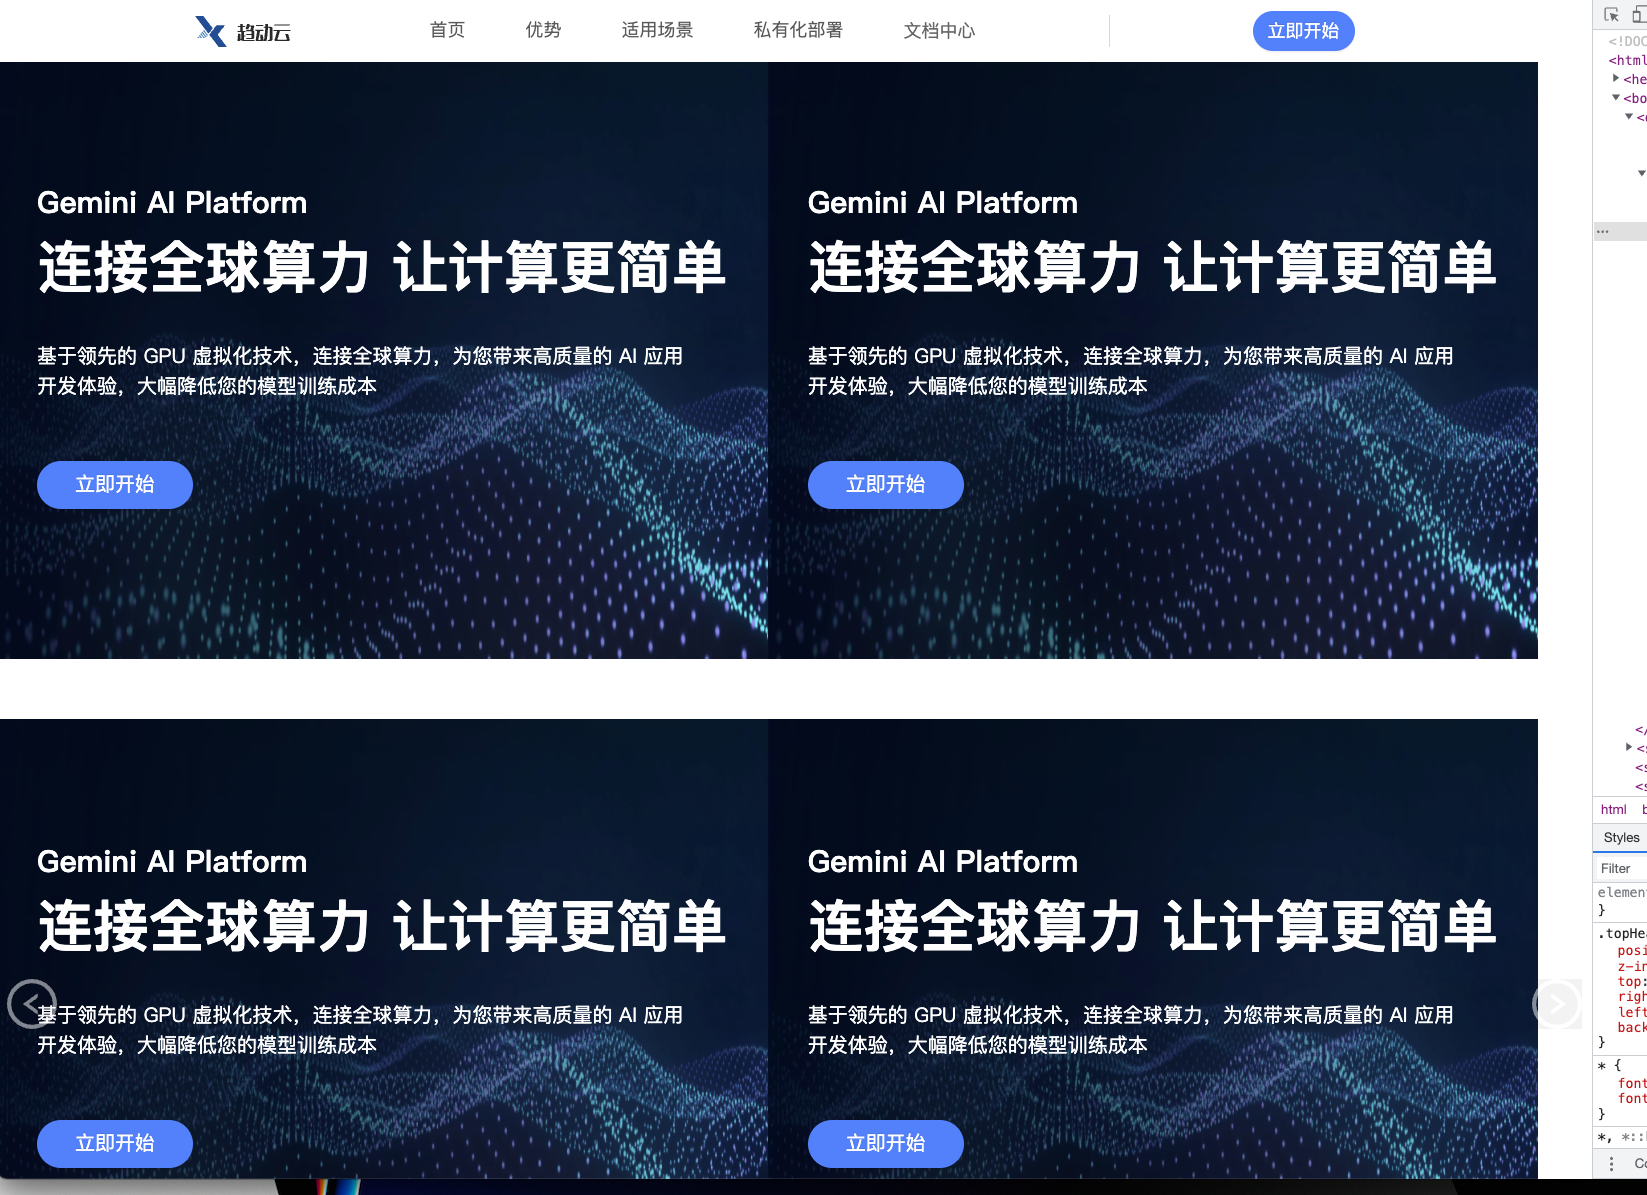 趋动云
首页 优势 适用场景 私有化部署 文档中心 立即开始
Gemini AI Platform
连接全球算力 让计算更简单
基于领先的 GPU 虚拟化技术，连接全球算力，为您带来高质量的 AI 应用
开发体验，大幅降低您的模型训练成本
立即开始
Gemini AI Platform
连接全球算力 让计算更简单
基于领先的 GPU 虚拟化技术，连接全球算力，为您带来高质量的 AI 应用
开发体验，大幅降低您的模型训练成本
立即开始
Gemini AI Platform
连接全球算力 让计算更简单
基于领先的 GPU 虚拟化技术，连接全球算力，为您带来高质量的 AI 应用
开发体验，大幅降低您的模型训练成本
立即开始
Gemini AI Platform
连接全球算力 让计算更简单
基于领先的 GPU 虚拟化技术，连接全球算力，为您带来高质量的 AI 应用
开发体验，大幅降低您的模型训练成本
立即开始
<!DOC
<html
<he
<bo
<
…
</
<s
<s
<s
html b
Styles
Filter
elemen
}
.topHea
posi
z-in
top:
righ
left
back
}
* {
font
font
}
*, *::
Co